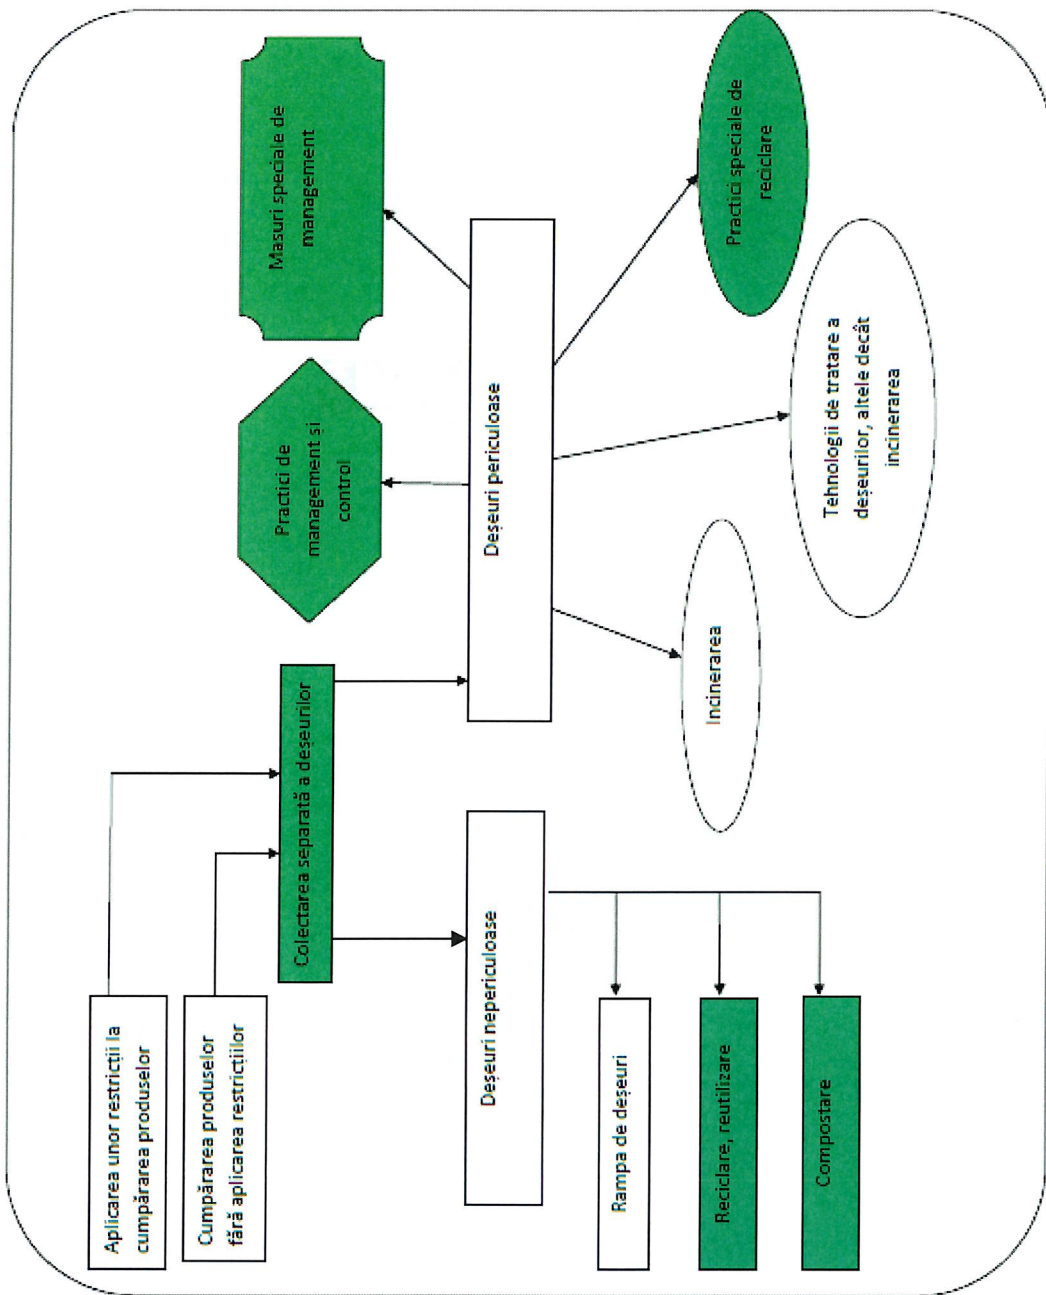 Aplicarea unor restricții la
cumpărarea produselor
Cumpărarea produselor
fără aplicarea restricțiilor
Colectarea separată a deșeurilor
Practici de
management și
control
Masuri speciale de
management
Deșeuri nepericuloase
Deșeuri periculoase
Rampa de deșeuri
Reciclare, reutilizare
Compostare
Incinerarea
Tehnologii de tratare a
deșeurilor, altele decât
incinerarea
Practici speciale de
reciclare